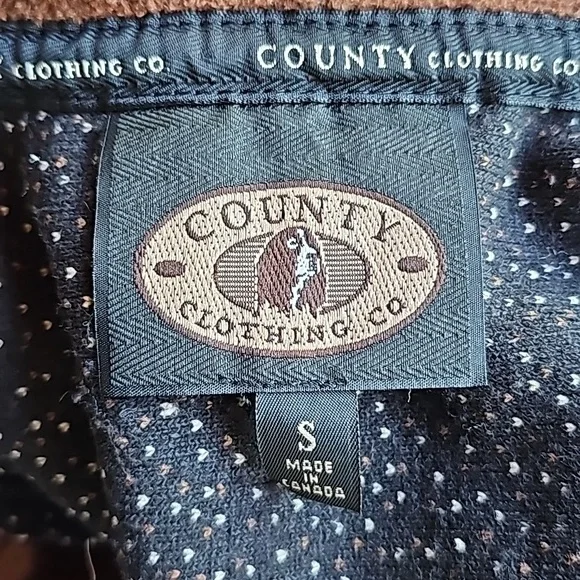 Y CLOTHING CO. COUNTY CLOTHING CO
COUNTY
CLOTHING CO.
S
MADE
IN
CANADA